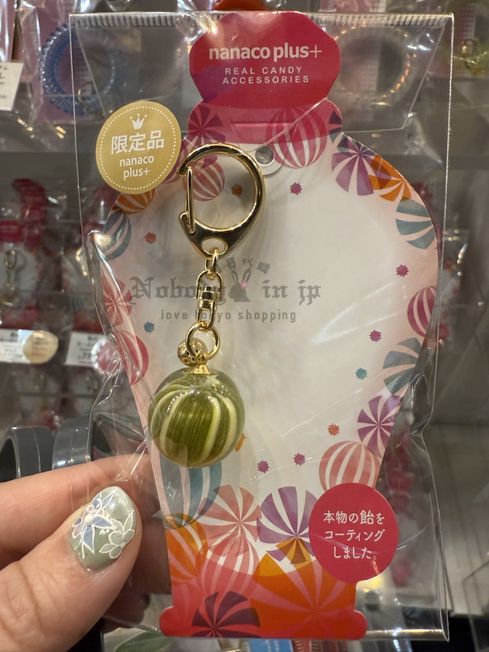 nanaco plus+
REAL CANDY
ACCESSORIES
限定品
nanaco
plus+
Nobody in jp
love tokyo shopping
本物の飴を
コーティング
しました。